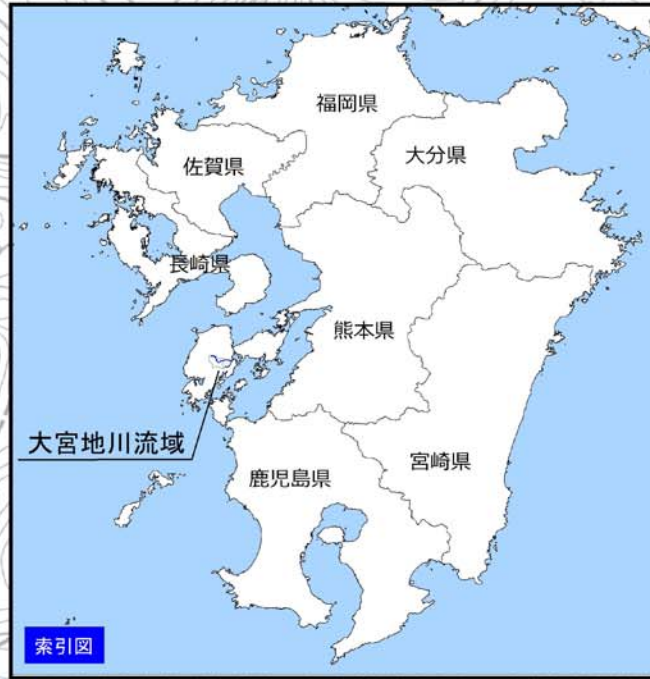 福岡県
大分県
佐賀県
長崎県
熊本県
大宮地川流域
宮崎県
鹿児島県
索引図